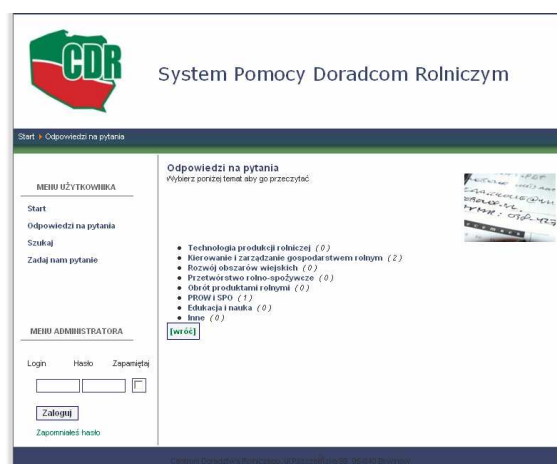 CDR
System Pomocy Doradcom Rolniczym
Start Odpowiedzi na pytania
MENU UŻYTKOWNIKA
Start
Odpowiedzi na pytania
Szukaj
Zadaj nam pytanie
MENU ADMINISTRATORA
Login Hasło Zapamiętaj
Zaloguj
Zapomniałeś hasło
Odpowiedzi na pytania
Wybierz poniżej temat aby go przeczytać
Technologia produkcji rolniczej (0)
Kierowanie i zarządzanie gospodarstwem rolnym (2)
Rozwój obszarów wiejskich (0)
Przetwórstwo rolno-spożywcze (0)
Obrót produktami rolnymi (0)
PROW i SPO (1)
Edukacja i nauka (0)
Inne (0)
[wróć]